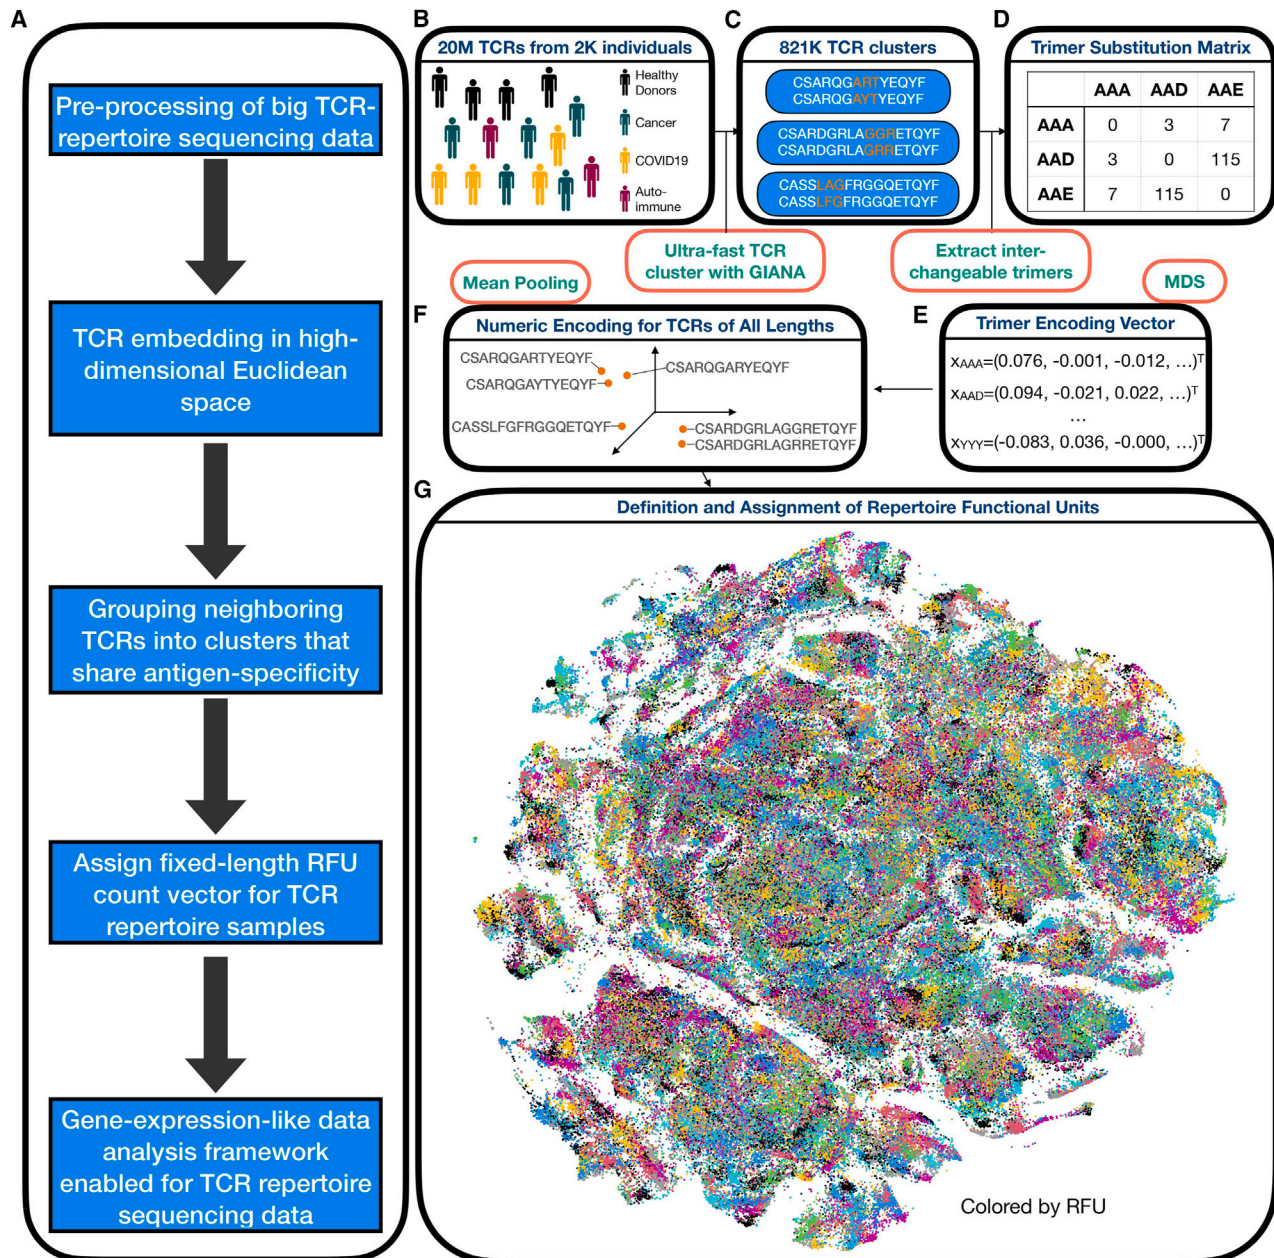 A
Pre-processing of big TCR-
repertoire sequencing data
TCR embedding in high-
dimensional Euclidean
space
Grouping neighboring
TCRs into clusters that
share antigen-specificity
Assign fixed-length RFU
count vector for TCR
repertoire samples
Gene-expression-like data
analysis framework
enabled for TCR repertoire
sequencing data
B
20M TCRs from 2K individuals
Healthy
Donors
Cancer
COVID19
Auto-
immune
Ultra-fast TCR
cluster with GIANA
C
821K TCR clusters
CSARQGARTYEQYF
CSARQGAYTYEQYF
CSARDGRLAGGRETQYF
CSARDGRLAGRRETQYF
CASSLAGFRGGQETQYF
CASSLFGFRGGQETQYF
Extract inter-
changeable trimers
D
Trimer Substitution Matrix
AAA AAD AAE
AAA 0 3 7
AAD 3 0 115
AAE 7 115 0
MDS
E
Trimer Encoding Vector
xAAA=(0.076, -0.001, -0.012, …)T
xAAD=(0.094, -0.021, 0.022, …)T
…
xYYY=(-0.083, 0.036, -0.000, …)T
Mean Pooling
F
Numeric Encoding for TCRs of All Lengths
CSARQGARTYEQYF
CSARQGARYEQYF
CSARQGAYTYEQYF
CASSLFGFRGGQETQYF
CSARDGRLAGGRETQYF
CSARDGRLAGRRETQYF
G
Definition and Assignment of Repertoire Functional Units
Colored by RFU